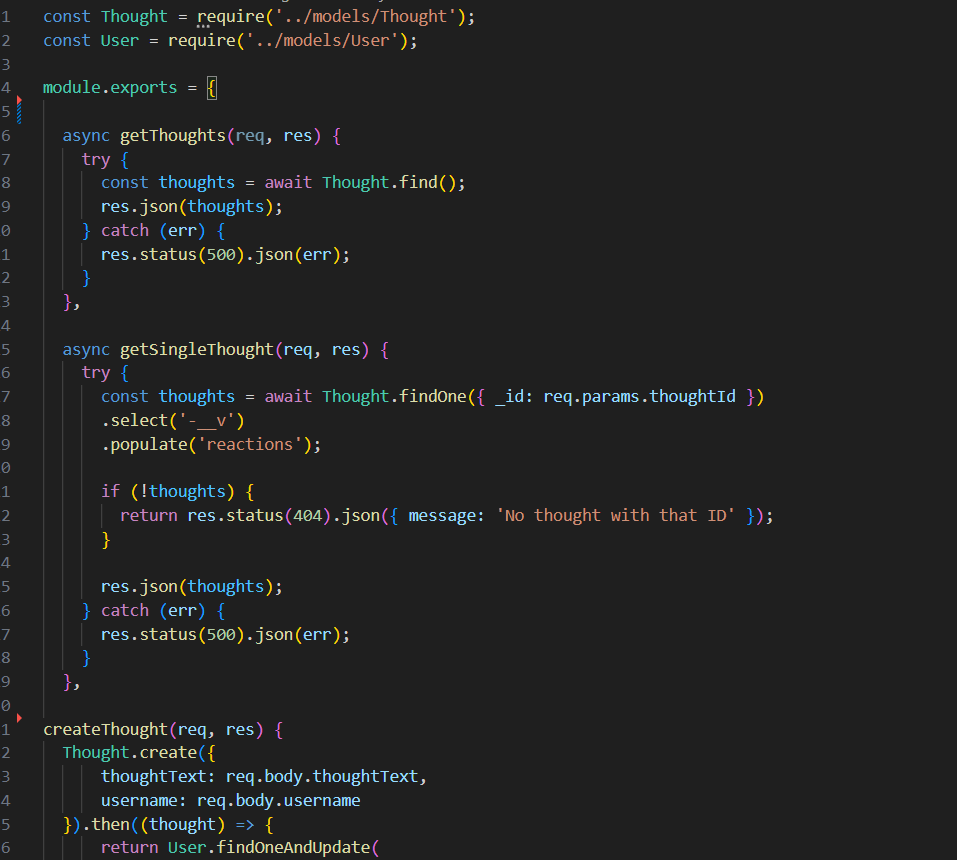 1 const Thought = require('../models/Thought');
2 const User = require('../models/User');
3
4 module.exports = {
5
6 async getThoughts(req, res) {
7 try {
8 const thoughts = await Thought.find();
9 res.json(thoughts);
0 } catch (err) {
1 res.status(500).json(err);
2 }
3 },
4
5 async getSingleThought(req, res) {
6 try {
7 const thoughts = await Thought.findOne({ _id: req.params.thoughtId })
8 .select('-__v')
9 .populate('reactions');
0
1 if (!thoughts) {
2 return res.status(404).json({ message: 'No thought with that ID' });
3 }
4
5 res.json(thoughts);
6 } catch (err) {
7 res.status(500).json(err);
8 }
9 },
0
1 createThought(req, res) {
2 Thought.create({
3 thoughtText: req.body.thoughtText,
4 username: req.body.username
5 }).then((thought) => {
6 return User.findOneAndUpdate(